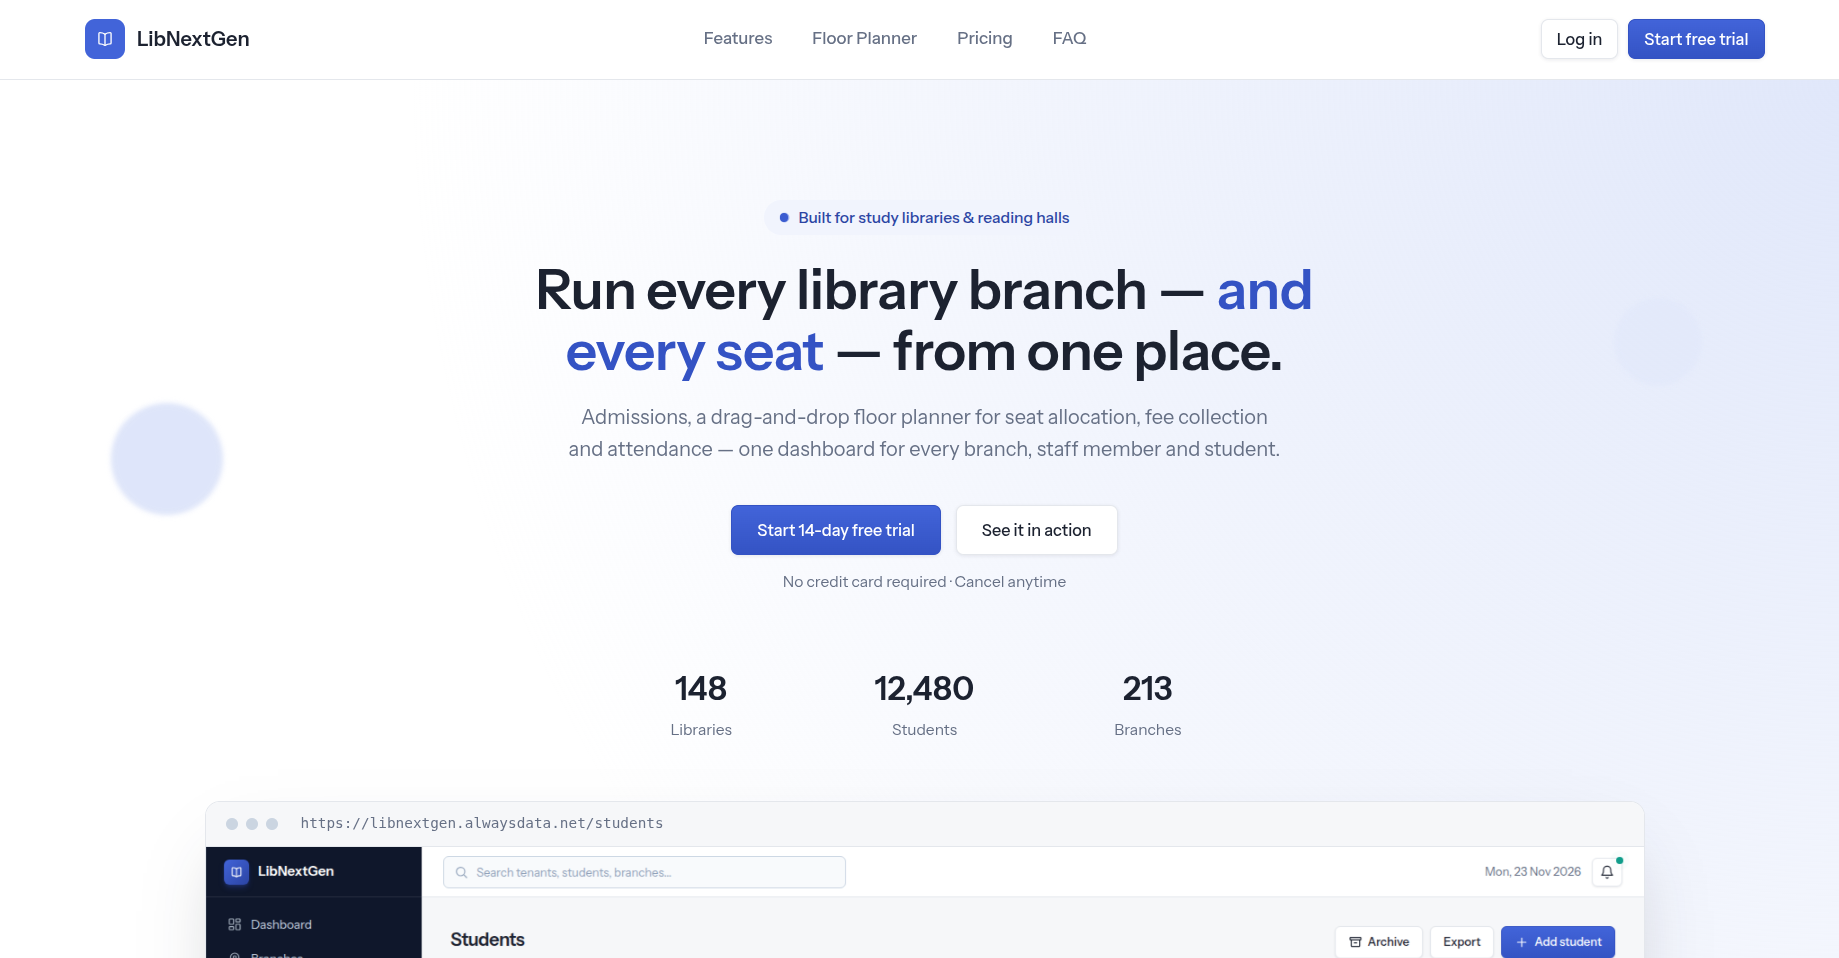 LibNextGen
Features
Floor Planner
Pricing
FAQ
Log in
Start free trial
Built for study libraries & reading halls
Run every library branch — and
every seat — from one place.
Admissions, a drag-and-drop floor planner for seat allocation, fee collection
and attendance — one dashboard for every branch, staff member and student.
Start 14-day free trial
See it in action
No credit card required · Cancel anytime
148
12,480
213
Libraries
Students
Branches
https://libnextgen.alwaysdata.net/students
LibNextGen
Search tenants, students, branches...
Mon, 23 Nov 2026
Dashboard
Students
Archive
Export
Add student
Branches